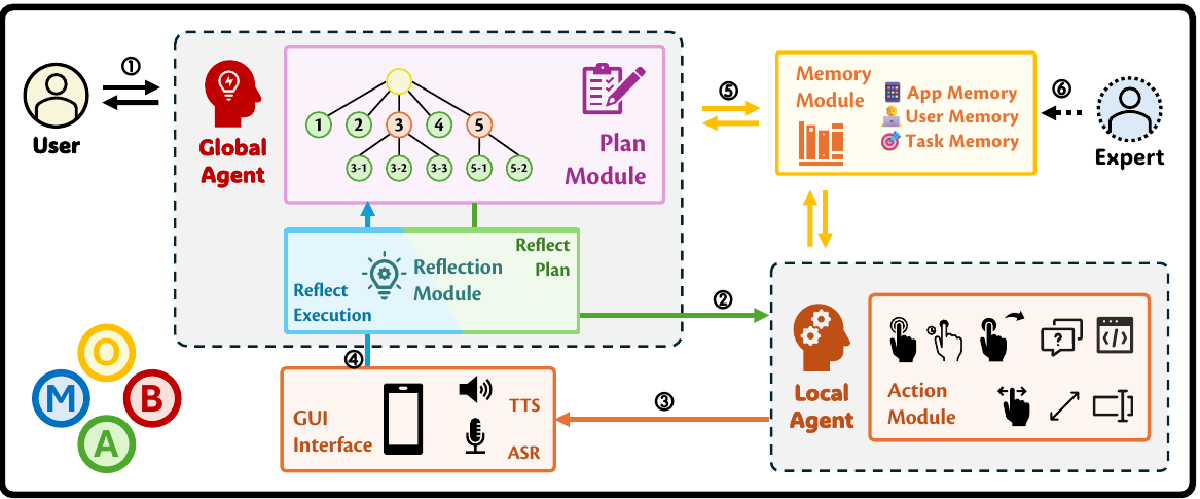 ①
User
Global
Agent
1
2
3
4
5
3-1
3-2
3-3
5-1
5-2
Plan
Module
⑤
Memory
Module
App Memory
User Memory
Task Memory
⑥
Expert
Reflect
Execution
Reflection
Module
Reflect
Plan
②
④
GUI
Interface
TTS
ASR
③
Local
Agent
Action
Module
?
</>
O
M
B
A